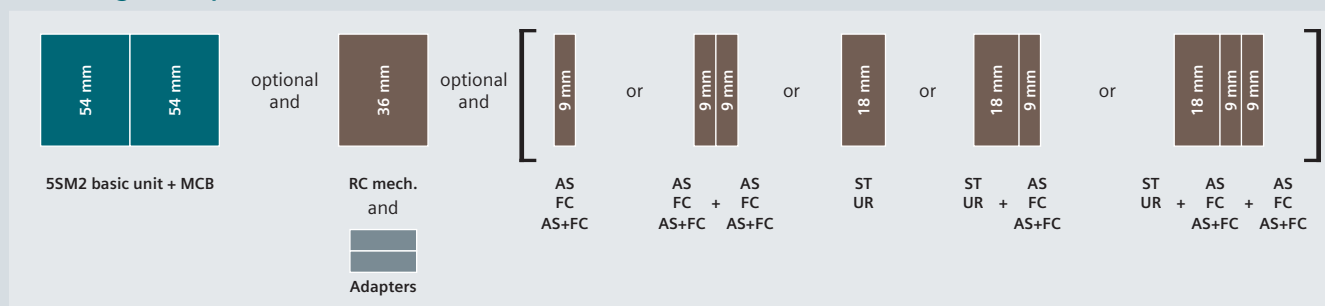 54 mm
54 mm
5SM2 basic unit + MCB
optional
and
36 mm
RC mech.
and
Adapters
optional
and
9 mm
AS
FC
AS+FC
or
9 mm
9 mm
AS AS
FC + FC
AS+FC AS+FC
or
18 mm
ST
UR
or
18 mm
9 mm
ST AS
UR + FC
AS+FC
or
18 mm
9 mm
9 mm
ST AS AS
UR + FC + FC
AS+FC AS+FC